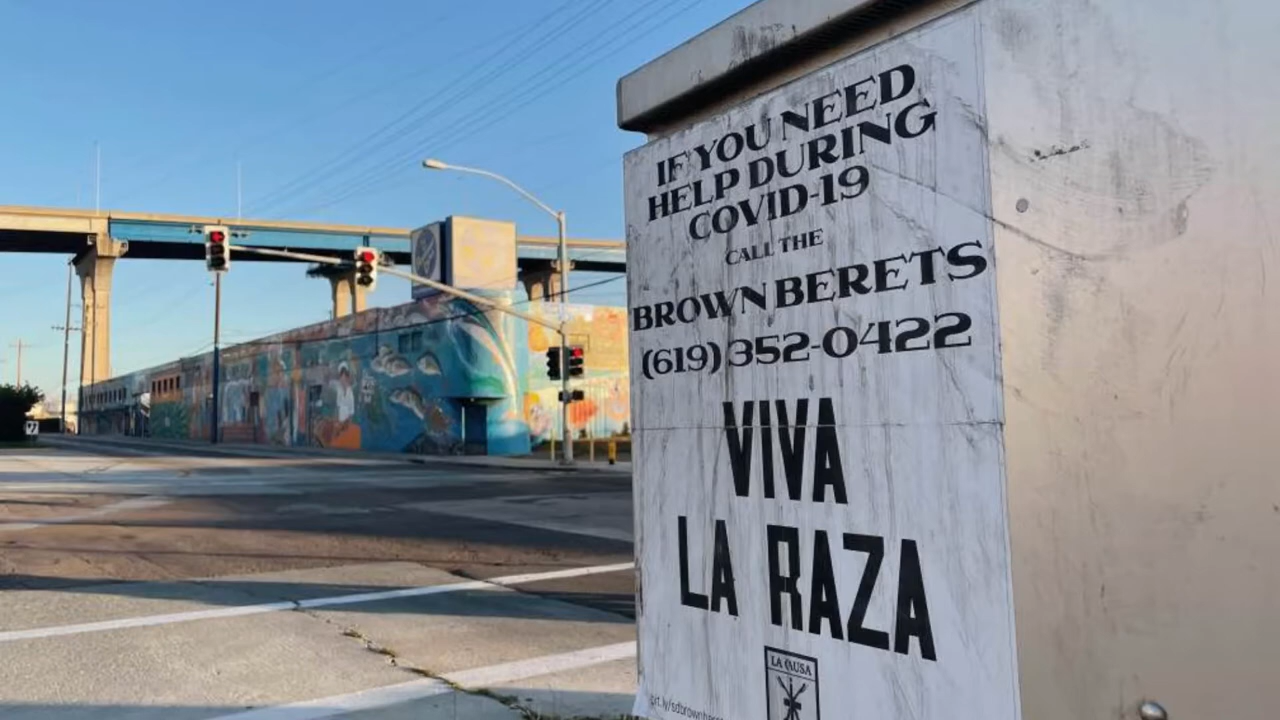 IF YOU NEED
HELP DURING
COVID-19
CALL THE
BROWN BERETS
(619) 352-0422
VIVA
LA RAZA
LA CAUSA